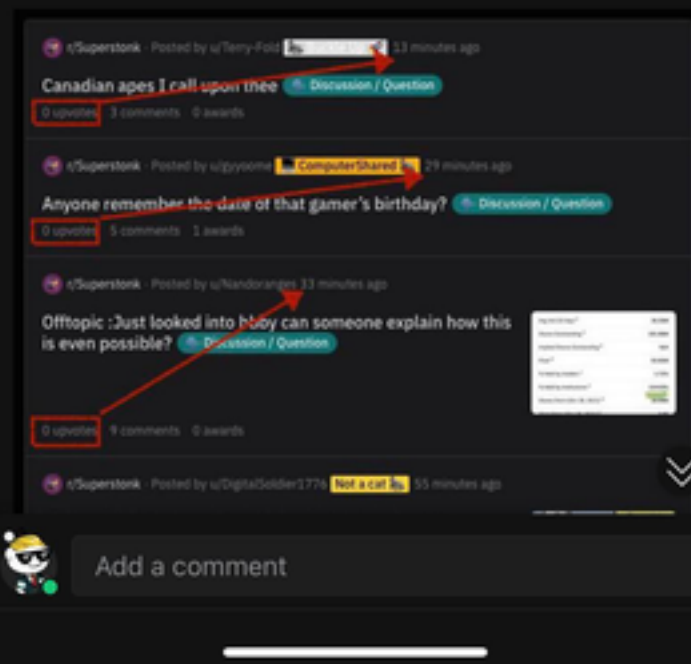 r/Superstonk · Posted by u/Terry-Fold 13 minutes ago
Canadian apes I call upon thee Discussion / Question
0 upvotes 3 comments 0 awards
r/Superstonk · Posted by u/gyyoome ComputerShared 29 minutes ago
Anyone remember the date of that gamer's birthday? Discussion / Question
0 upvotes 5 comments 1 awards
r/Superstonk · Posted by u/Nandoranges 33 minutes ago
Offtopic :Just looked into bbby can someone explain how this
is even possible? Discussion / Question
0 upvotes 9 comments 0 awards
r/Superstonk · Posted by u/DigitalSoldier1776 Not a cat 55 minutes ago
Add a comment